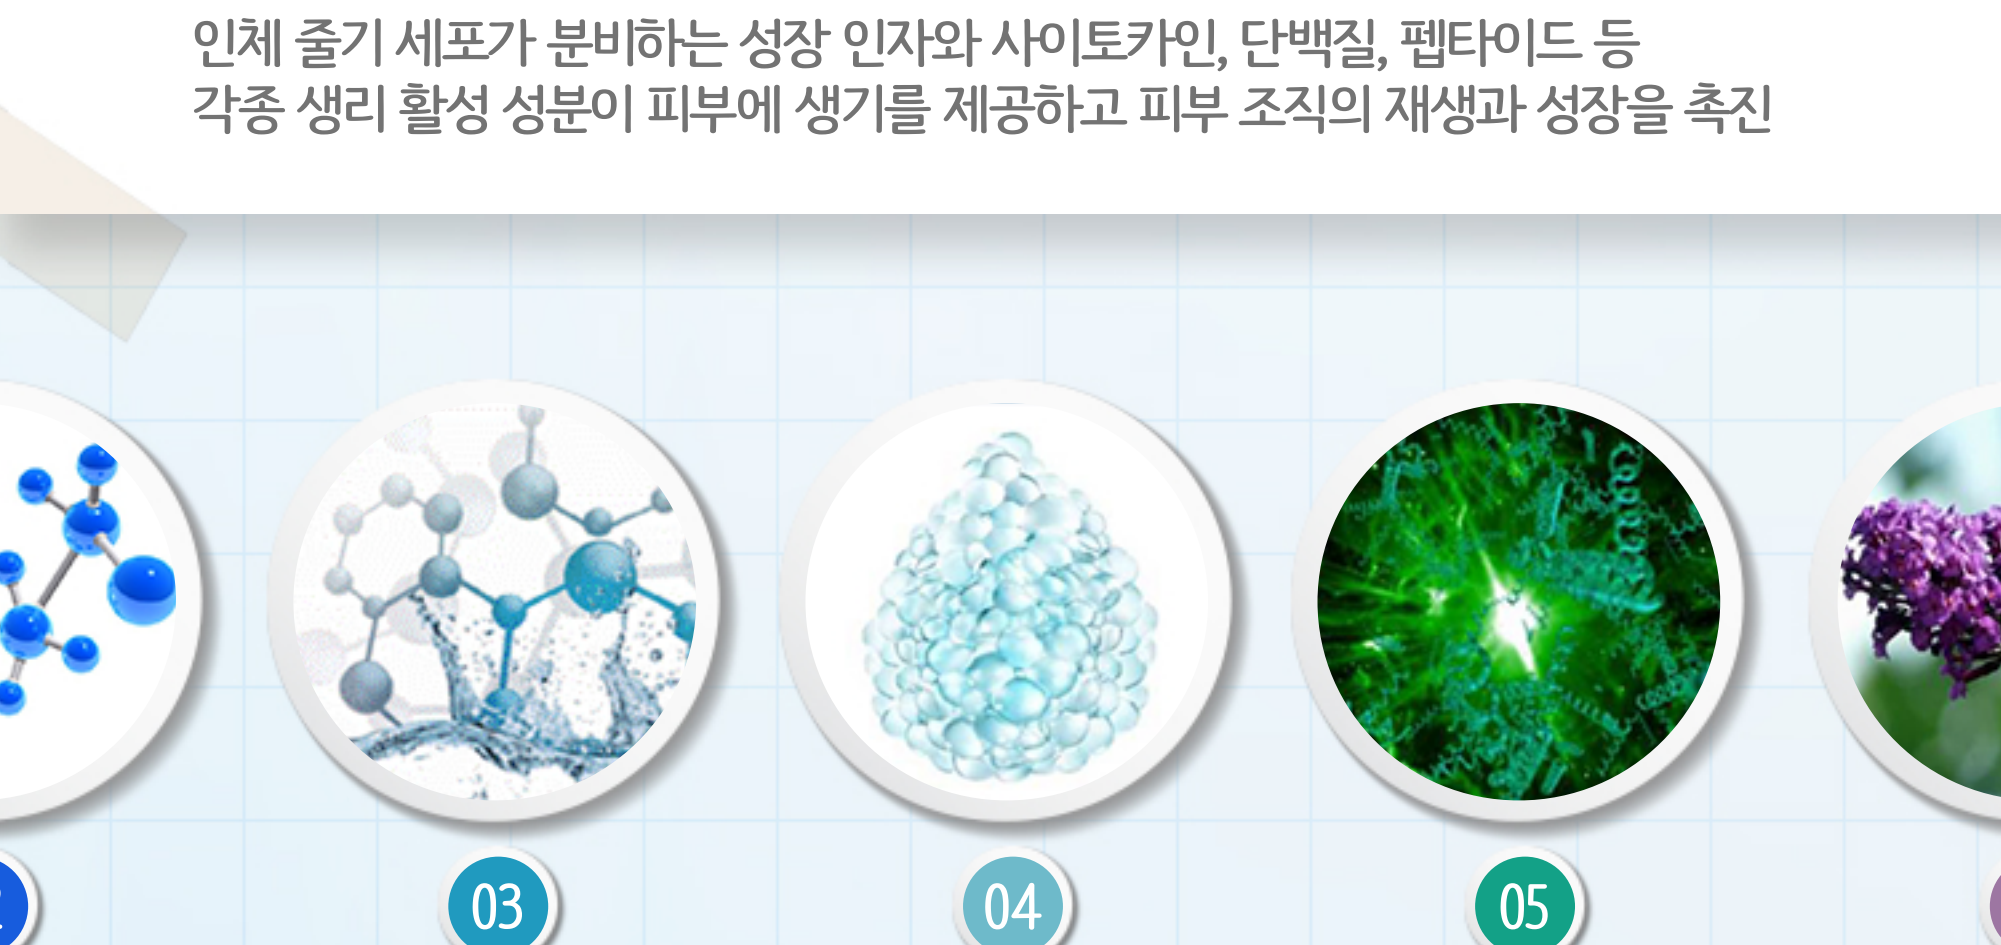 인체 줄기 세포가 분비하는 성장 인자와 사이토카인, 단백질, 펩타이드 등
각종 생리 활성 성분이 피부에 생기를 제공하고 피부 조직의 재생과 성장을 촉진
03
04
05